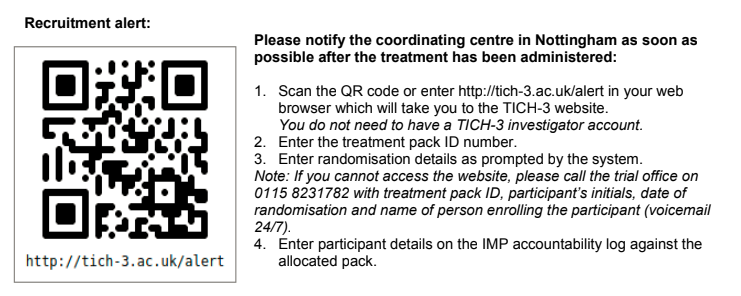 Recruitment alert:
http://tich-3.ac.uk/alert
Please notify the coordinating centre in Nottingham as soon as
possible after the treatment has been administered:
1. Scan the QR code or enter http://tich-3.ac.uk/alert in your web
browser which will take you to the TICH-3 website.
You do not need to have a TICH-3 investigator account.
2. Enter the treatment pack ID number.
3. Enter randomisation details as prompted by the system.
Note: If you cannot access the website, please call the trial office on
0115 8231782 with treatment pack ID, participant's initials, date of
randomisation and name of person enrolling the participant (voicemail
24/7).
4. Enter participant details on the IMP accountability log against the
allocated pack.